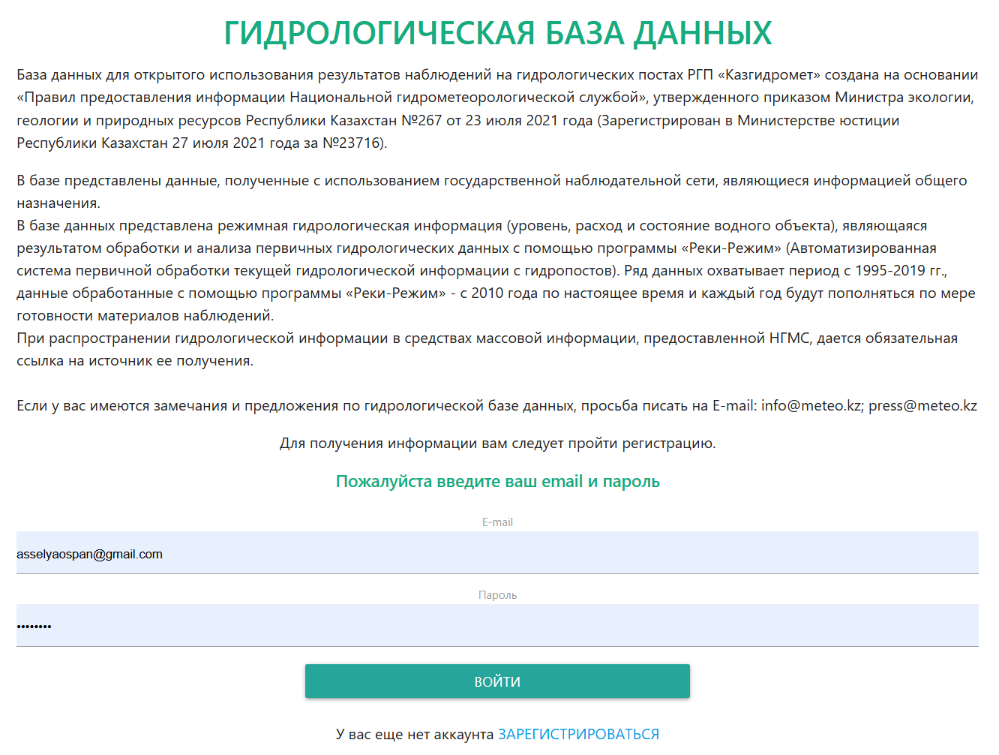 ГИДРОЛОГИЧЕСКАЯ БАЗА ДАННЫХ
База данных для открытого использования результатов наблюдений на гидрологических постах РГП «Казгидромет» создана на основании
«Правил предоставления информации Национальной гидрометеорологической службой», утвержденного приказом Министра экологии,
геологии и природных ресурсов Республики Казахстан №267 от 23 июля 2021 года (Зарегистрирован в Министерстве юстиции
Республики Казахстан 27 июля 2021 года за №23716).
В базе представлены данные, полученные с использованием государственной наблюдательной сети, являющиеся информацией общего
назначения.
В базе данных представлена режимная гидрологическая информация (уровень, расход и состояние водного объекта), являющаяся
результатом обработки и анализа первичных гидрологических данных с помощью программы «Реки-Режим» (Автоматизированная
система первичной обработки текущей гидрологической информации с гидропостов). Ряд данных охватывает период с 1995-2019 гг.,
данные обработанные с помощью программы «Реки-Режим» - с 2010 года по настоящее время и каждый год будут пополняться по мере
готовности материалов наблюдений.
При распространении гидрологической информации в средствах массовой информации, предоставленной НГМС, дается обязательная
ссылка на источник ее получения.
Если у вас имеются замечания и предложения по гидрологической базе данных, просьба писать на E-mail: info@meteo.kz; press@meteo.kz
Для получения информации вам следует пройти регистрацию.
Пожалуйста введите ваш email и пароль
E-mail
asselyaospan@gmail.com
Пароль
••••••••
ВОЙТИ
У вас еще нет аккаунта ЗАРЕГИСТРИРОВАТЬСЯ